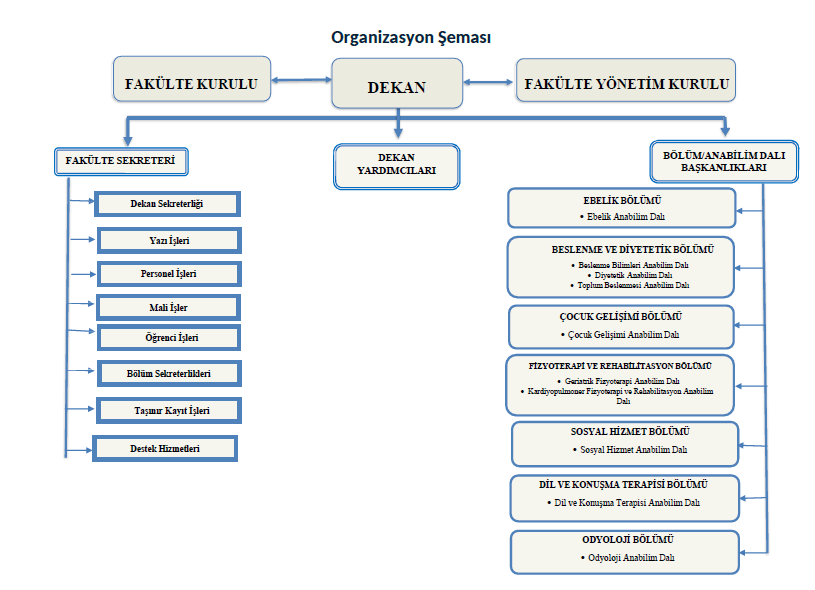 Organizasyon Şeması
FAKÜLTE KURULU
DEKAN
FAKÜLTE YÖNETİM KURULU
FAKÜLTE SEKRETERİ
DEKAN
YARDIMCILARI
BÖLÜM/ANABİLİM DALI
BAŞKANLIKLARI
Dekan Sekreterliği
Yazı İşleri
Personel İşleri
Mali İşler
Öğrenci İşleri
Bölüm Sekreterlikleri
Taşınır Kayıt İşleri
Destek Hizmetleri
EBELİK BÖLÜMÜ
• Ebelik Anabilim Dalı
BESLENME VE DİYETETİK BÖLÜMÜ
• Beslenme Bilimleri Anabilim Dalı
• Diyetetik Anabilim Dalı
• Toplum Beslenmesi Anabilim Dalı
ÇOCUK GELİŞİMİ BÖLÜMÜ
• Çocuk Gelişimi Anabilim Dalı
FİZYOTERAPİ VE REHABİLİTASYON BÖLÜMÜ
• Geriatrik Fizyoterapi Anabilim Dalı
• Kardiyopulmoner Fizyoterapi ve Rehabilitasyon Anabilim
Dalı
SOSYAL HİZMET BÖLÜMÜ
• Sosyal Hizmet Anabilim Dalı
DİL VE KONUŞMA TERAPİSİ BÖLÜMÜ
• Dil ve Konuşma Terapisi Anabilim Dalı
ODYOLOJİ BÖLÜMÜ
• Odyoloji Anabilim Dalı